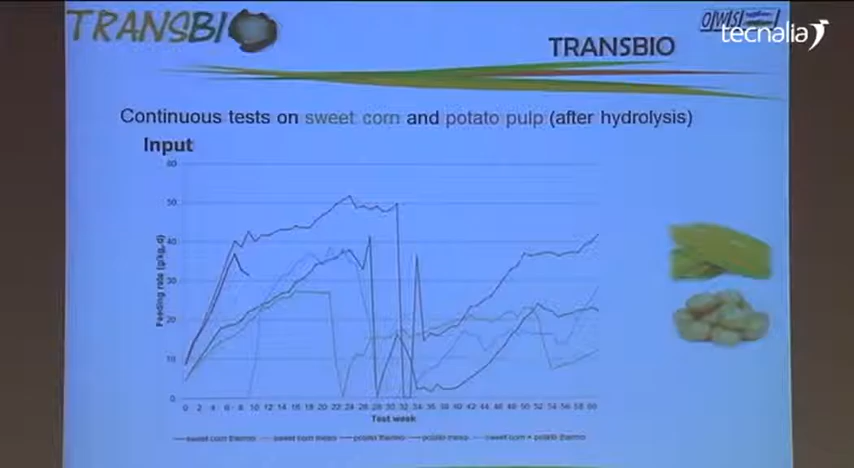 TRANSBIO
OWS
tecnalia
TRANSBIO
Continuous tests on sweet corn and potato pulp (after hydrolysis)
Input
Feeding rate (g/kg.d)
60
50
40
30
20
10
0
0 2 4 6 8 10 12 14 16 18 20 22 24 26 28 30 32 34 36 38 40 42 44 46 48 50 52 54 56 58 60
Test week
sweet corn thermo sweet corn meso potato thermo potato meso sweet corn + potato thermo